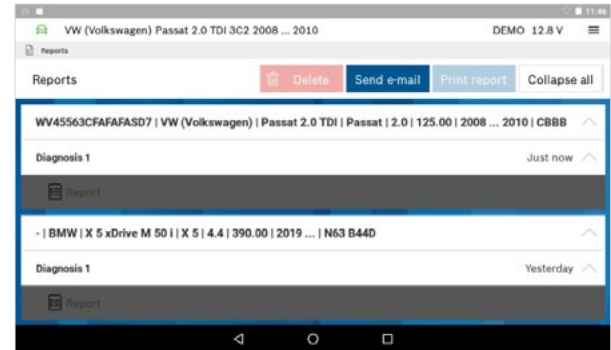 11:46
VW (Volkswagen) Passat 2.0 TDI 3C2 2008 ... 2010 DEMO 12.8 V
Reports
Reports Delete Send e-mail Print report Collapse all
WV45563CFAFAFASD7 | VW (Volkswagen) | Passat 2.0 TDI | Passat | 2.0 | 125.00 | 2008 ... 2010 | CBBB
Diagnosis 1 Just now
Report
- | BMW | X 5 xDrive M 50 i | X 5 | 4.4 | 390.00 | 2019 ... | N63 B44D
Diagnosis 1 Yesterday
Report